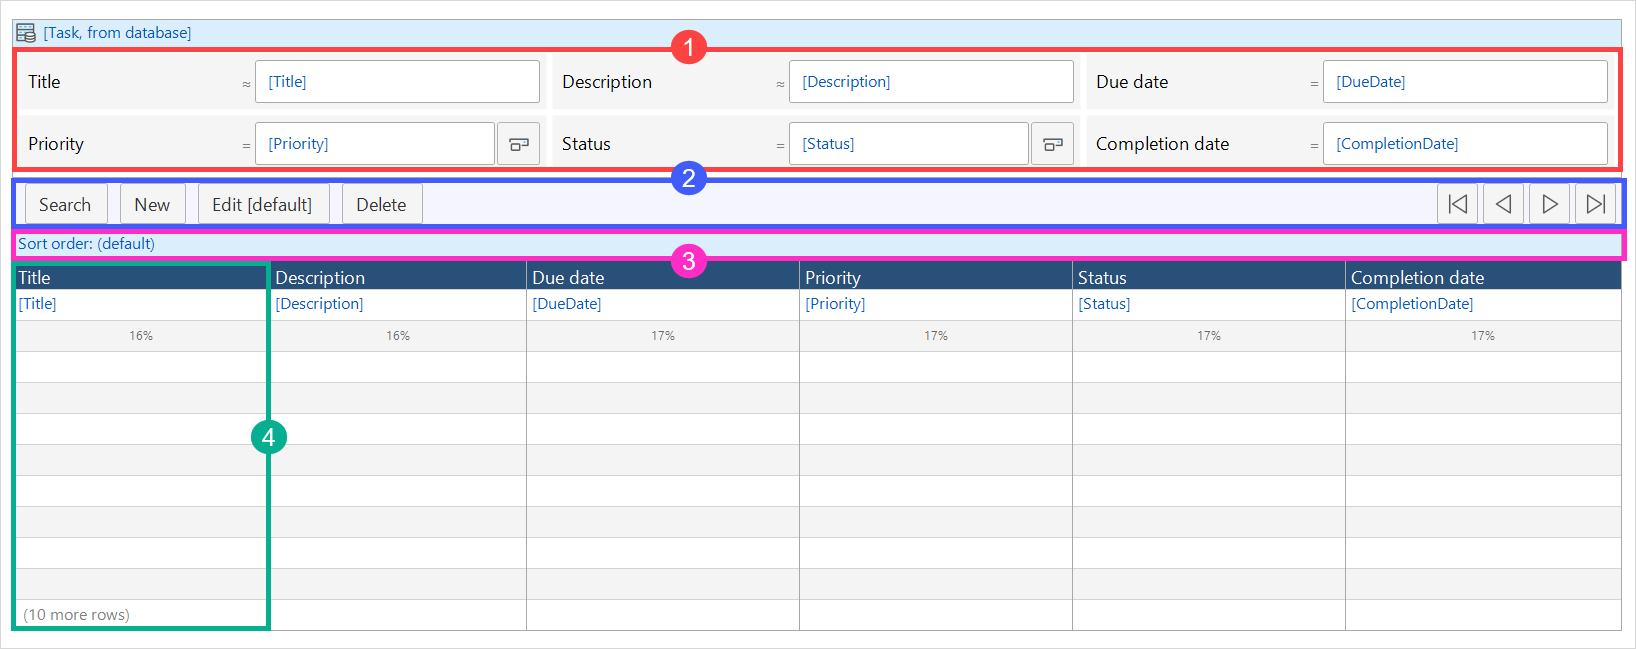 [Task, from database]
1
Title ≈ [Title] Description ≈ [Description] Due date = [DueDate]
Priority = [Priority] Status = [Status] Completion date = [CompletionDate]
2
Search New Edit [default] Delete
Sort order: (default)
3
Title Description Due date Priority Status Completion date
[Title] [Description] [DueDate] [Priority] [Status] [CompletionDate]
16% 16% 17% 17% 17% 17%
4
(10 more rows)